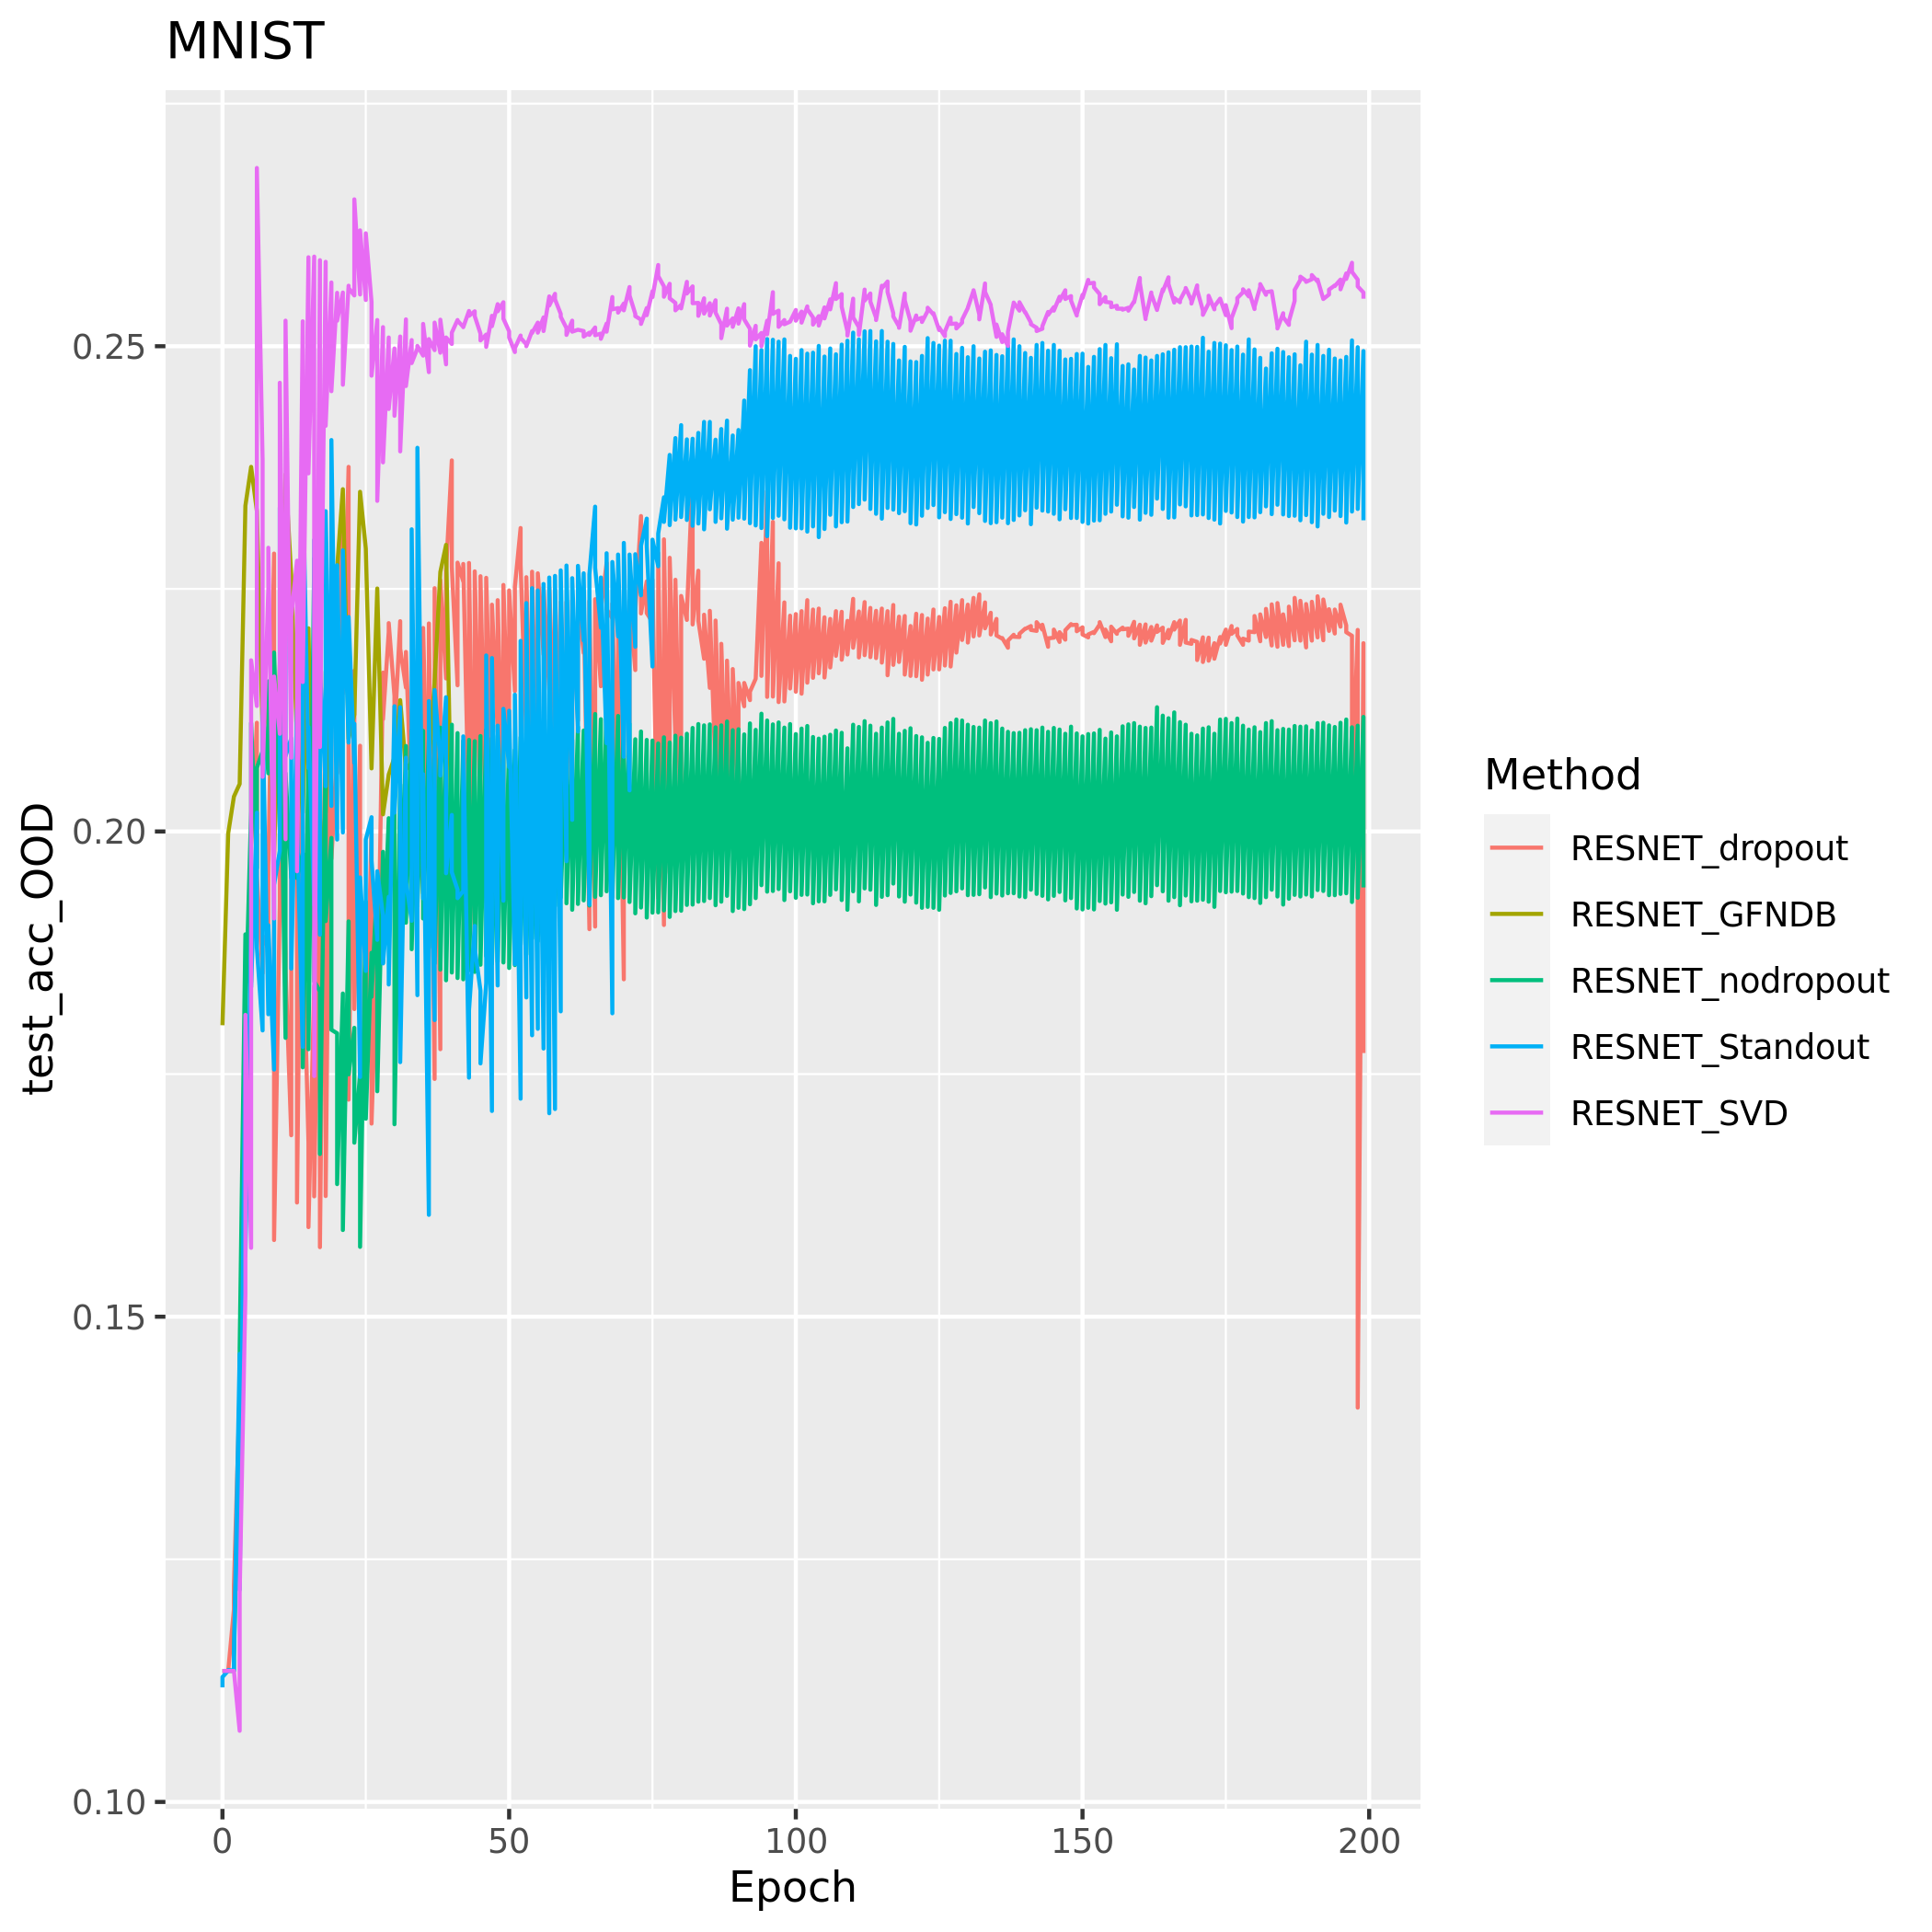 MNIST
test_acc_OOD
0.25
0.20
0.15
0.10
0 50 100 150 200
Epoch
Method
RESNET_dropout
RESNET_GFNDB
RESNET_nodropout
RESNET_Standout
RESNET_SVD